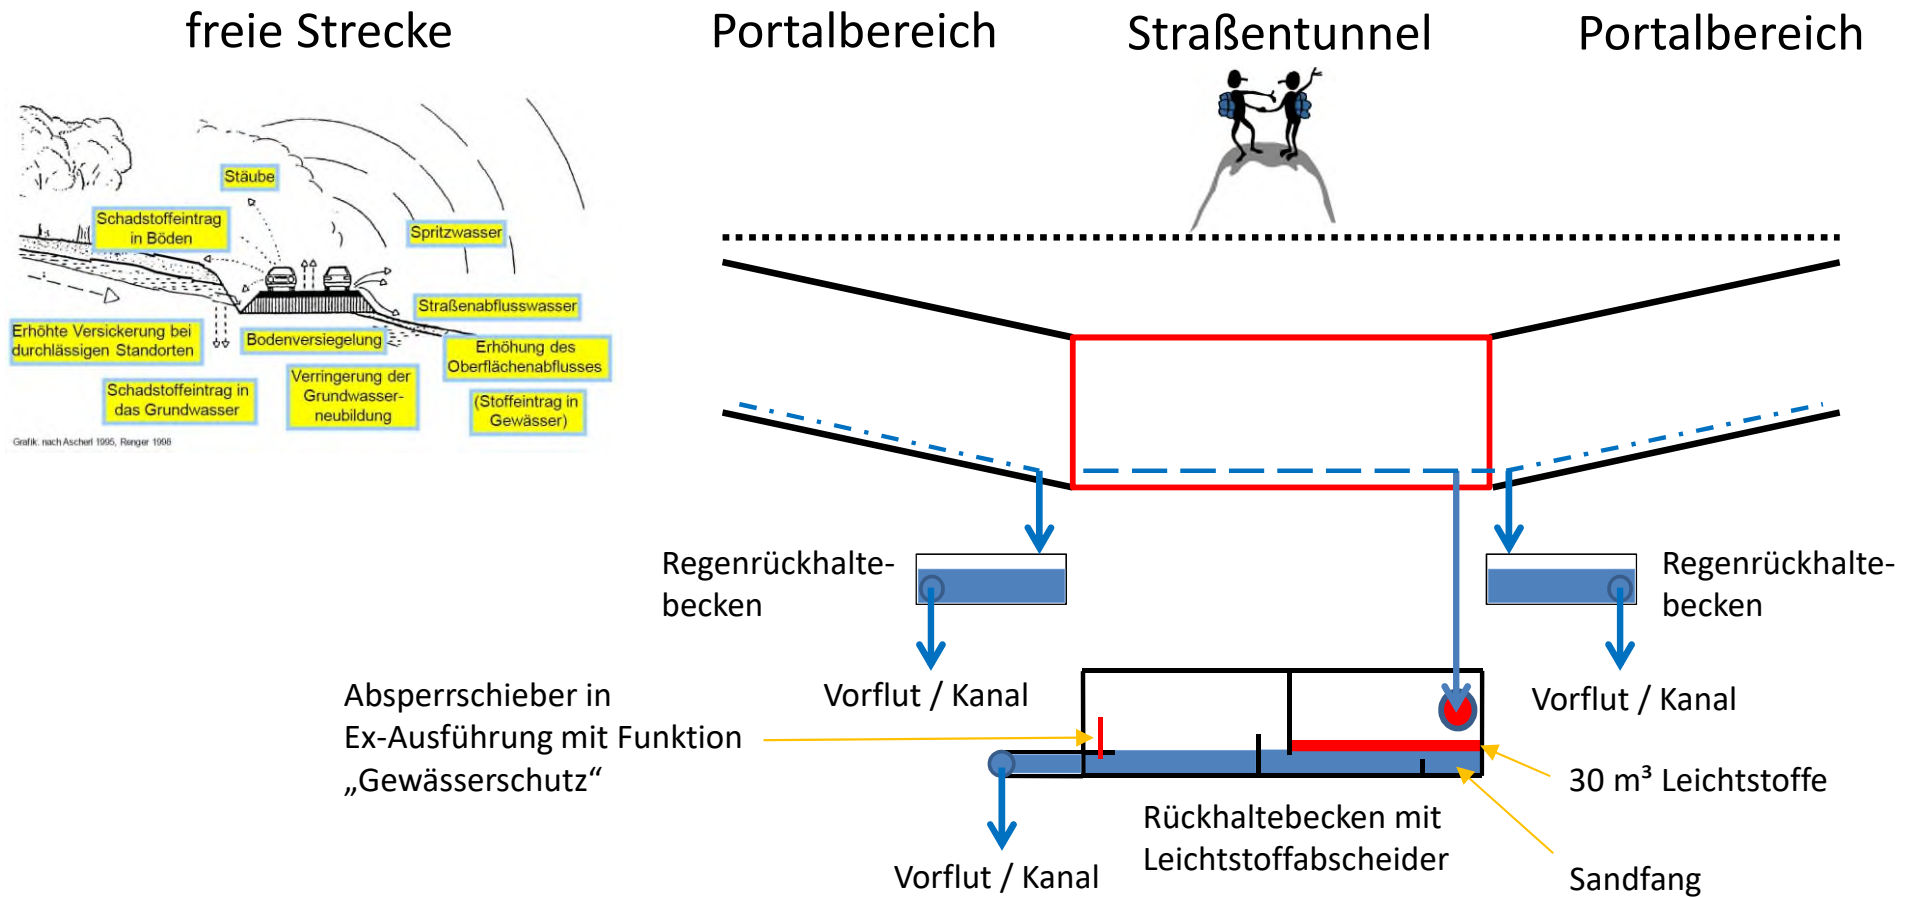 freie Strecke
Portalbereich
Straßentunnel
Portalbereich
Stäube
Schadstoffeintrag
in Böden
Spritzwasser
Straßenabflusswasser
Erhöhte Versickerung bei
durchlässigen Standorten
Bodenversiegelung
Erhöhung des
Oberflächenabflusses
Schadstoffeintrag in
das Grundwasser
Verringerung der
Grundwasser-
neubildung
(Stoffeintrag in
Gewässer)
Grafik: nach Ascherl 1995, Renger 1998
Regenrückhalte-
becken
Regenrückhalte-
becken
Vorflut / Kanal
Vorflut / Kanal
Absperrschieber in
Ex-Ausführung mit Funktion
„Gewässerschutz“
30 m³ Leichtstoffe
Rückhaltebecken mit
Leichtstoffabscheider
Vorflut / Kanal
Sandfang